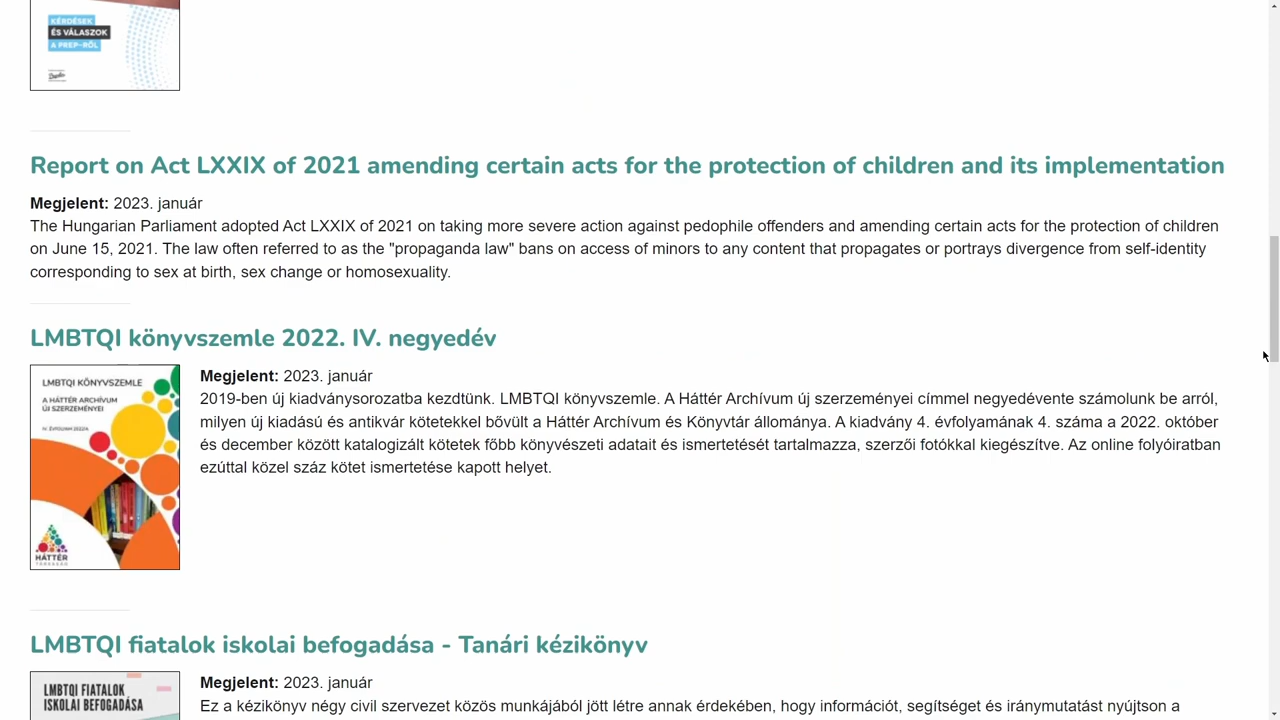 KÉRDÉSEK
ÉS VÁLASZOK
A PREP-RŐL
Report on Act LXXIX of 2021 amending certain acts for the protection of children and its implementation
Megjelent: 2023. január
The Hungarian Parliament adopted Act LXXIX of 2021 on taking more severe action against pedophile offenders and amending certain acts for the protection of children
on June 15, 2021. The law often referred to as the "propaganda law" bans on access of minors to any content that propagates or portrays divergence from self-identity
corresponding to sex at birth, sex change or homosexuality.
LMBTQI könyvszemle 2022. IV. negyedév
LMBTQI KÖNYVSZEMLE
A HÁTTÉR ARCHÍVUM
ÚJ SZERZEMÉNYEI
IV. ÉVFOLYAM 2022/4
HÁTTÉR
TÁRSASÁG
Megjelent: 2023. január
2019-ben új kiadványsorozatba kezdtünk. LMBTQI könyvszemle. A Háttér Archívum új szerzeményei címmel negyedévente számolunk be arról,
milyen új kiadású és antikvár kötetekkel bővült a Háttér Archívum és Könyvtár állománya. A kiadvány 4. évfolyamának 4. száma a 2022. október
és december között katalogizált kötetek főbb könyvészeti adatait és ismertetését tartalmazza, szerzői fotókkal kiegészítve. Az online folyóiratban
ezúttal közel száz kötet ismertetése kapott helyet.
LMBTQI fiatalok iskolai befogadása - Tanári kézikönyv
LMBTQI FIATALOK
ISKOLAI BEFOGADÁSA
Megjelent: 2023. január
Ez a kézikönyv négy civil szervezet közös munkájából jött létre annak érdekében, hogy információt, segítséget és iránymutatást nyújtson a